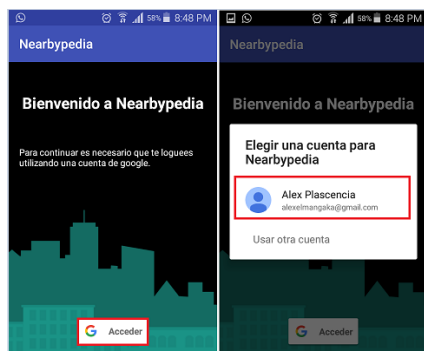 58% 8:48 PM
Nearbypedia
Bienvenido a Nearbypedia
Para continuar es necesario que te loguees
utilizando una cuenta de google.
G Acceder
58% 8:48 PM
Nearbypedia
Bienvenido a Nearbypedia
Elegir una cuenta para
Nearbypedia
Alex Plascencia
alexelmangaka@gmail.com
Usar otra cuenta
G Acceder